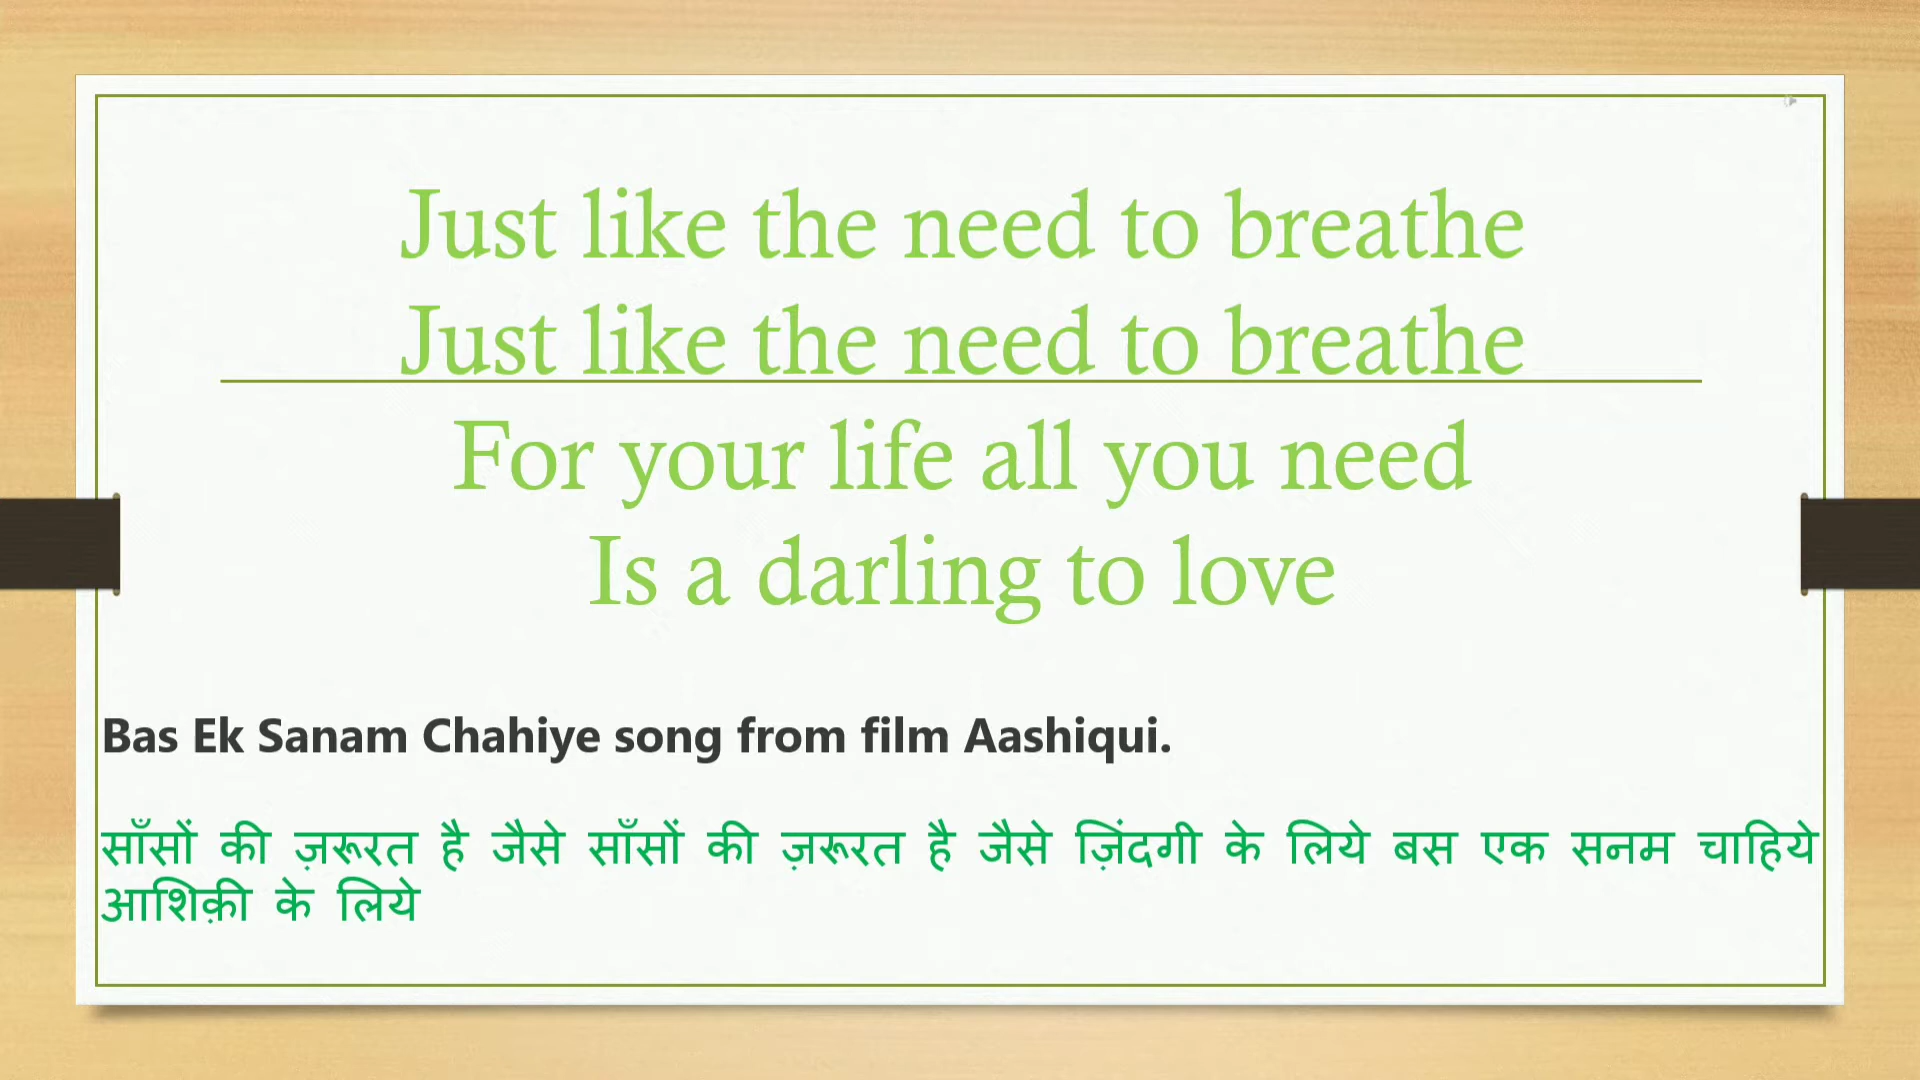 Just like the need to breathe
Just like the need to breathe
For your life all you need
Is a darling to love
Bas Ek Sanam Chahiye song from film Aashiqui.
साँसों की ज़रूरत है जैसे साँसों की ज़रूरत है जैसे ज़िंदगी के लिये बस एक सनम चाहिये
आशिक़ी के लिये